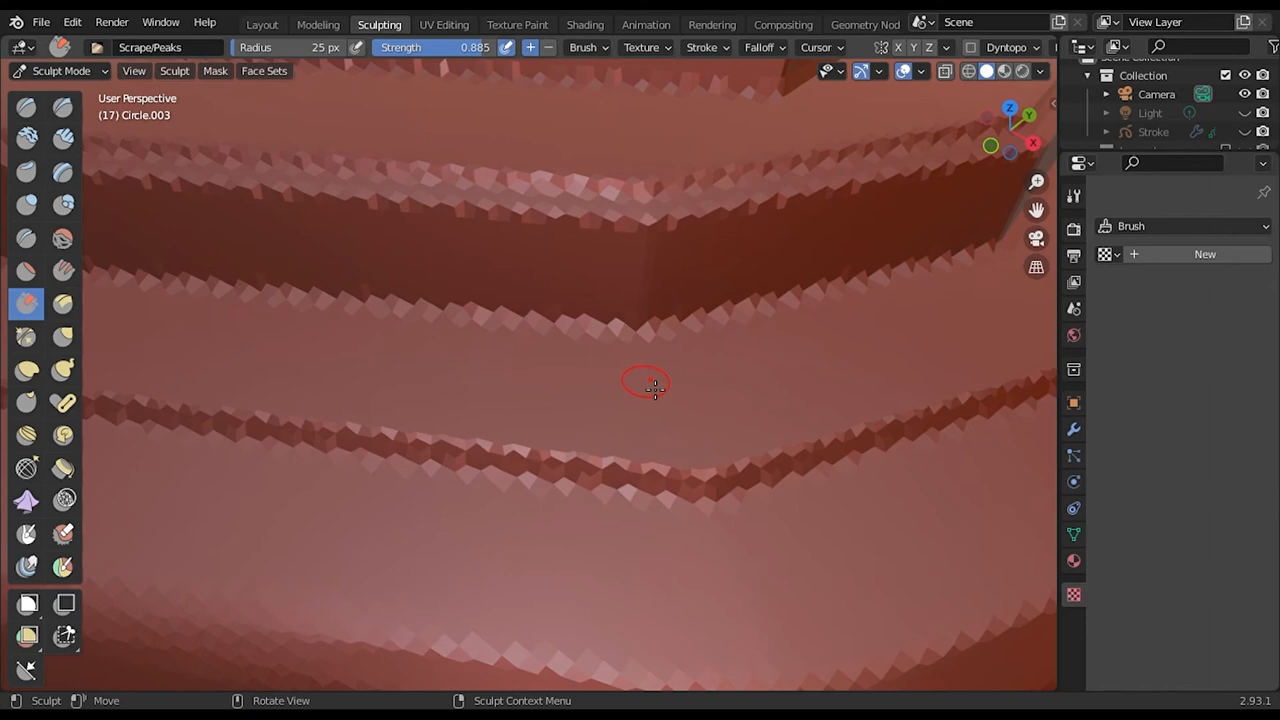 File Edit Render Window Help Layout Modeling Sculpting UV Editing Texture Paint Shading Animation Rendering Compositing Geometry Nod Scene View Layer
Scrape/Peaks Radius 25 px Strength 0.885 + − Brush Texture Stroke Falloff Cursor X Y Z Dyntopo
Scene Collection
Sculpt Mode View Sculpt Mask Face Sets
Collection
User Perspective
Camera
(17) Circle.003
Light
Stroke
Z
Y
X
Brush
+ New
Sculpt Move Rotate View Sculpt Context Menu 2.93.1